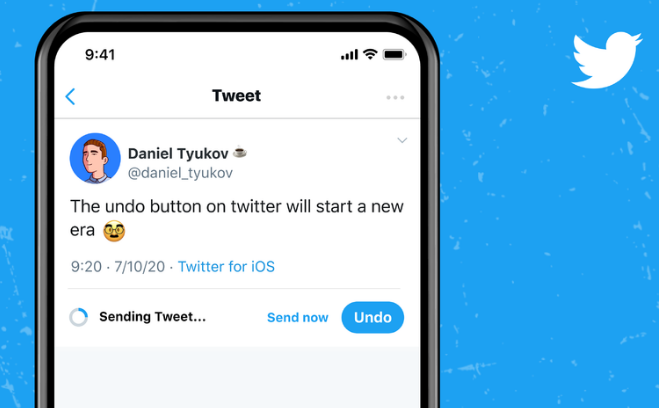 9:41
Tweet
Daniel Tyukov ☕
@daniel_tyukov
The undo button on twitter will start a new
era 🥸
9:20 · 7/10/20 · Twitter for iOS
Sending Tweet... Send now Undo